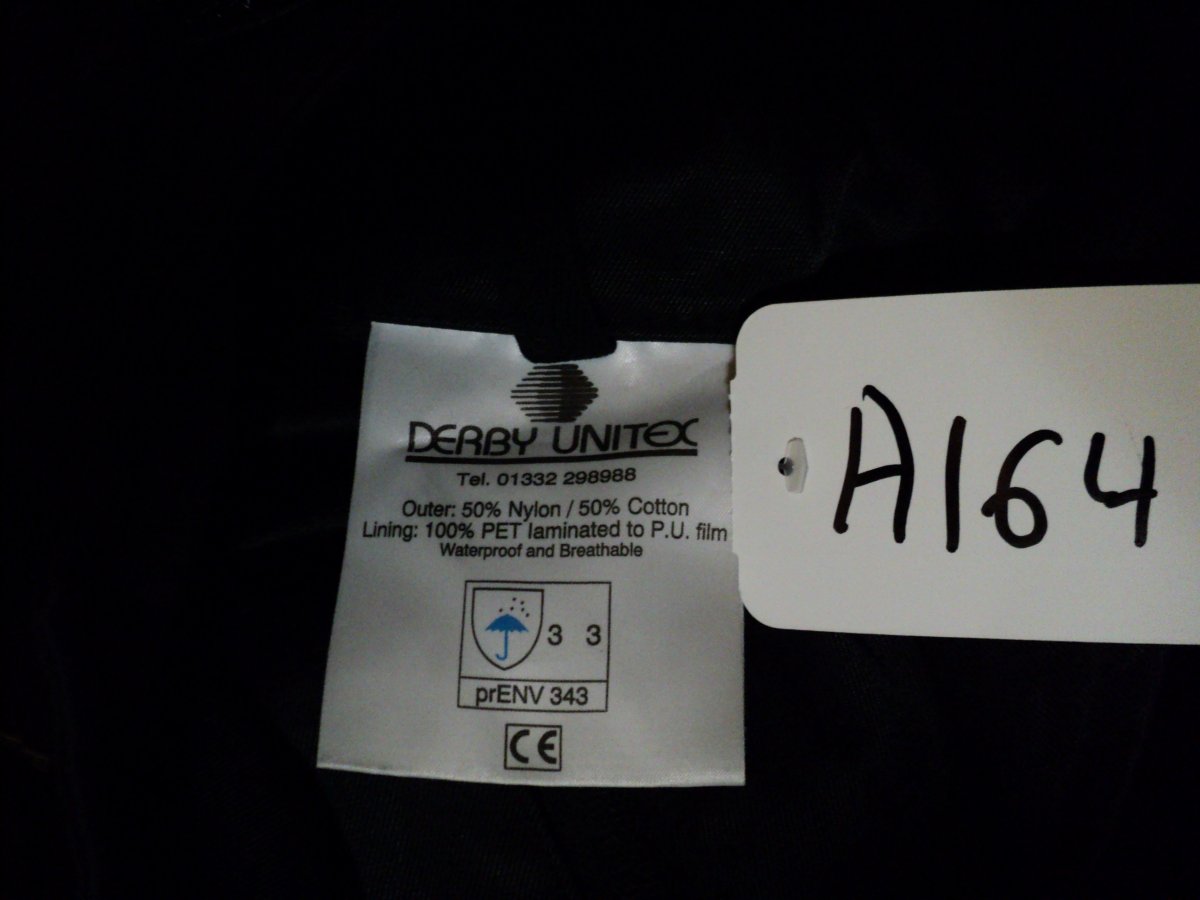 DERBY UNITEX
Tel. 01332 298988
Outer: 50% Nylon / 50% Cotton
Lining: 100% PET laminated to P.U. film
Waterproof and Breathable
3 3
prENV 343
CE
A164